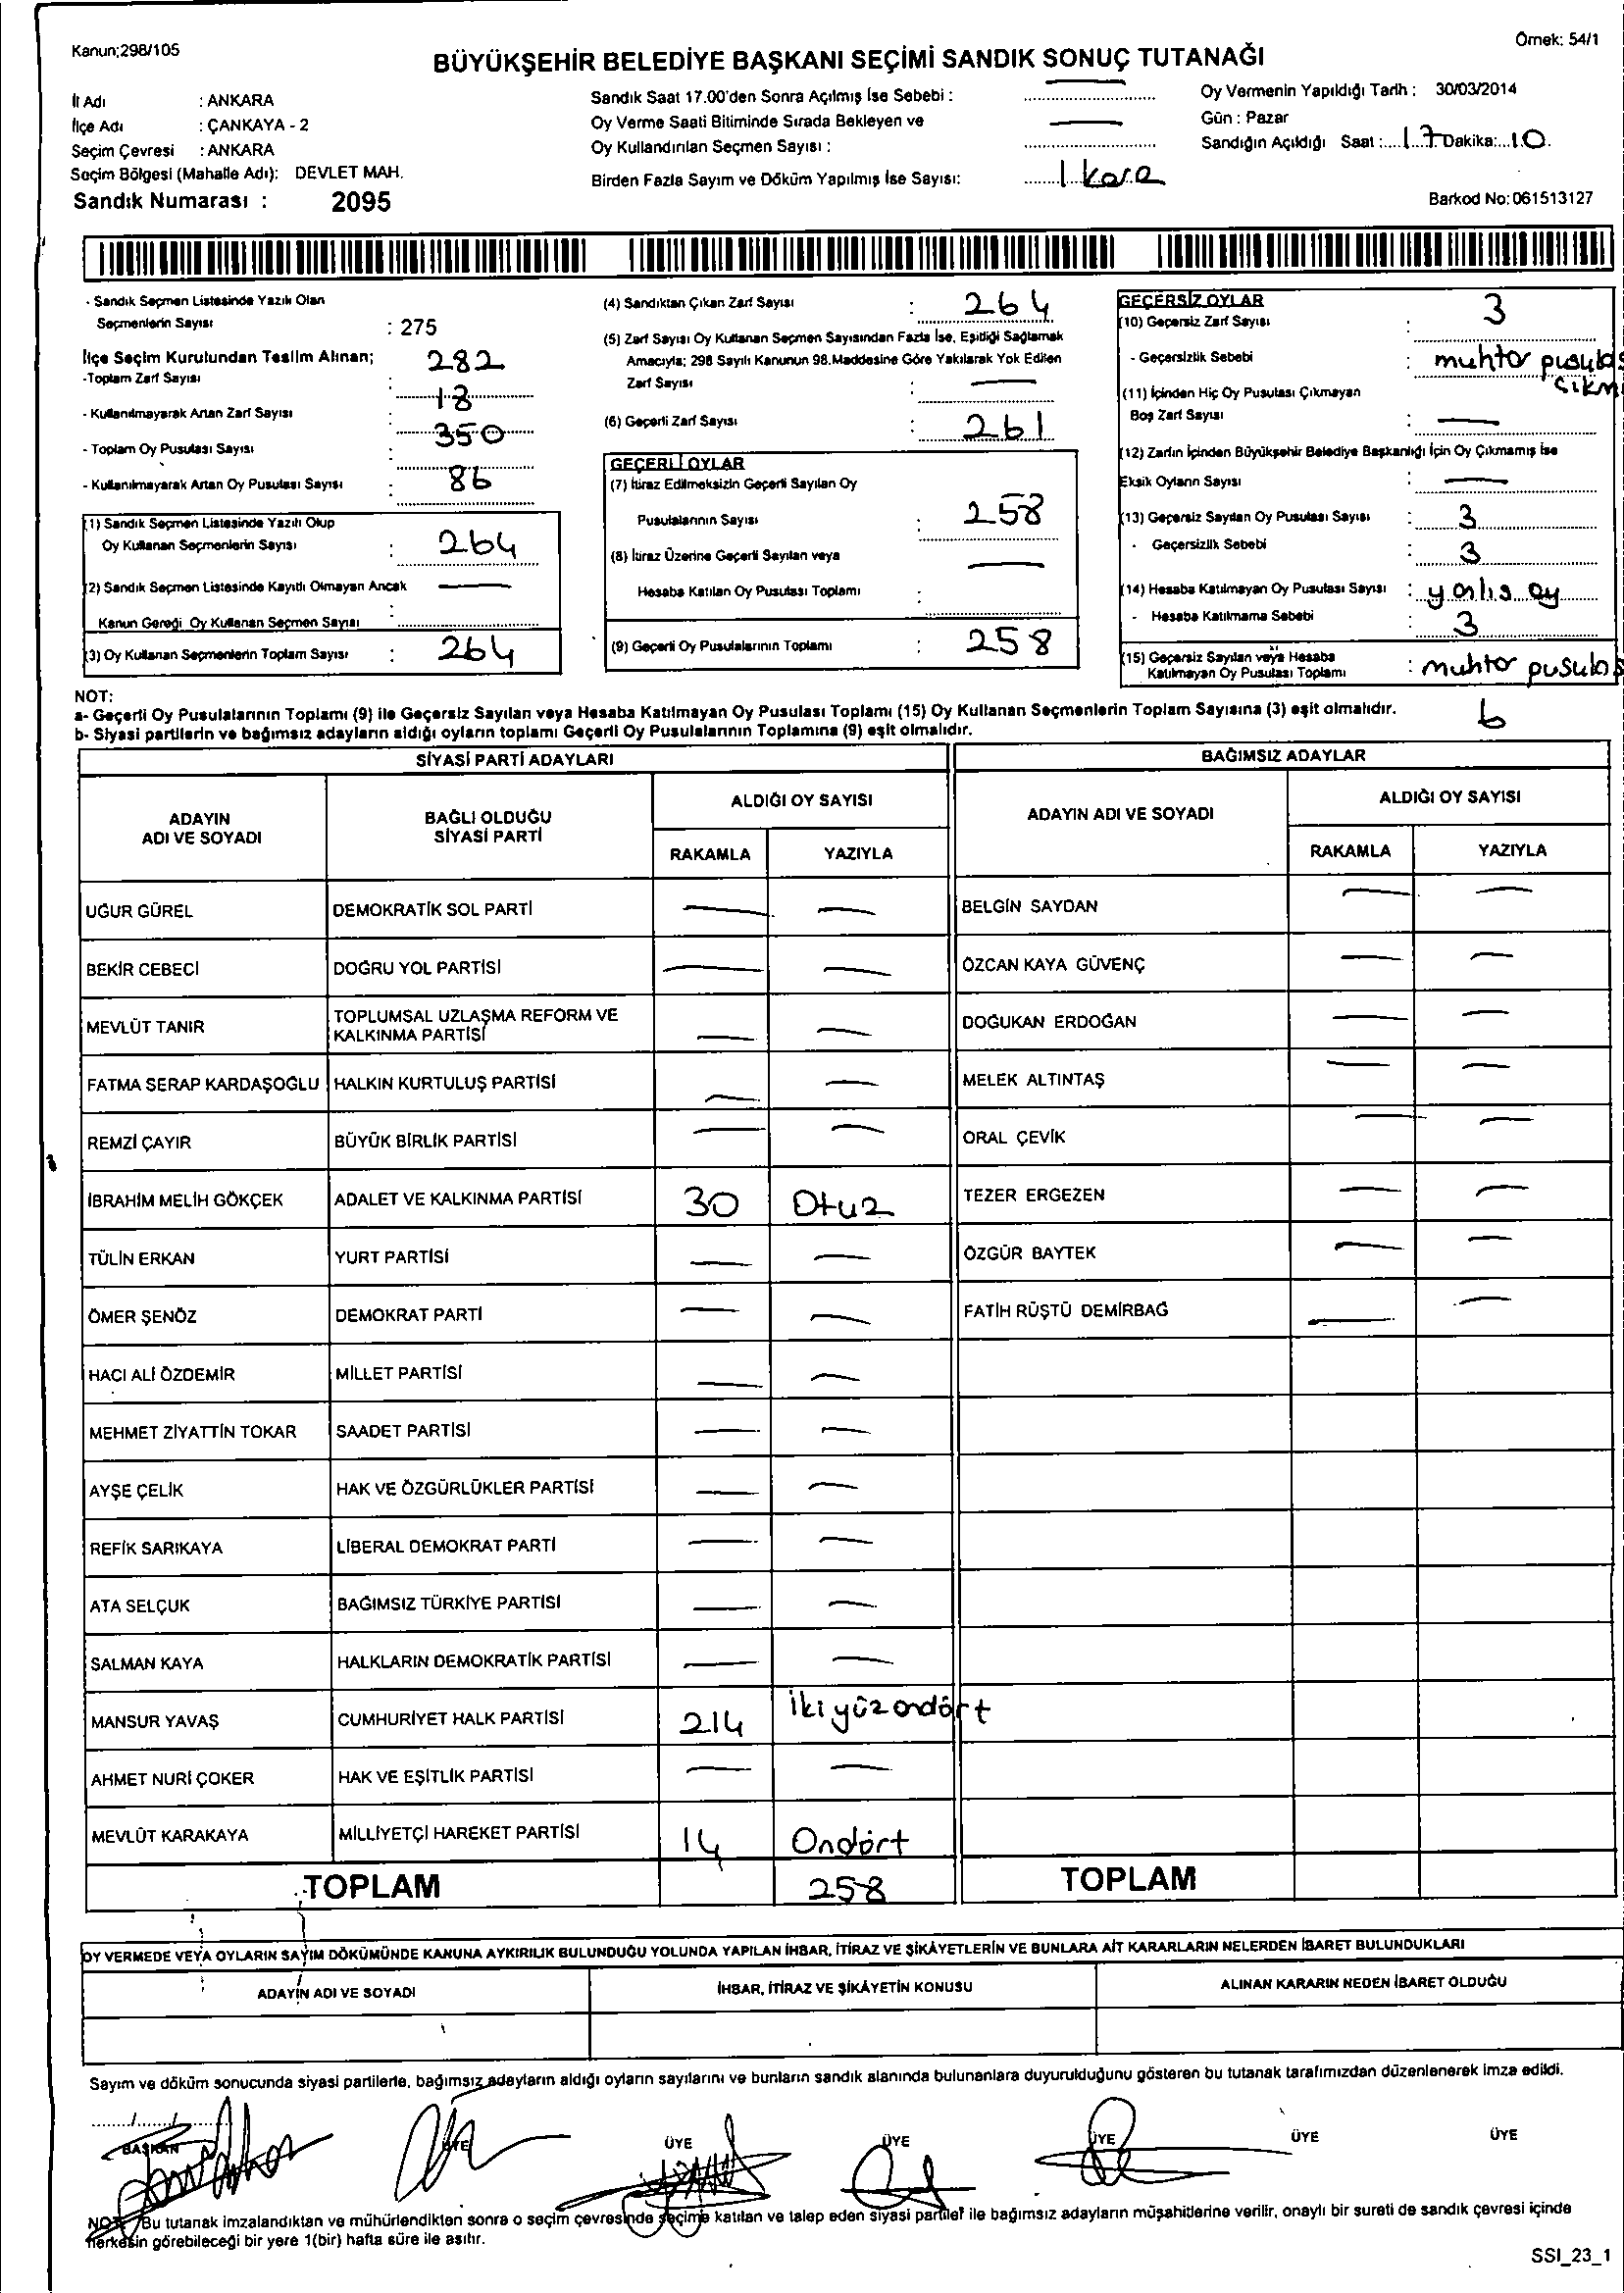 Kanun;298/105
Örnek: 54/1
BÜYÜKŞEHİR BELEDİYE BAŞKANI SEÇİMİ SANDIK SONUÇ TUTANAĞI
İl Adı : ANKARA
İlçe Adı : ÇANKAYA - 2
Seçim Çevresi : ANKARA
Seçim Bölgesi (Mahalle Adı): DEVLET MAH.
Sandık Numarası : 2095
Sandık Saat 17.00'den Sonra Açılmış İse Sebebi : —
Oy Verme Saati Bitiminde Sırada Bekleyen ve
Oy Kullandırılan Seçmen Sayısı : —
Birden Fazla Sayım ve Döküm Yapılmış İse Sayısı: 1 kere
Oy Vermenin Yapıldığı Tarih : 30/03/2014
Gün : Pazar
Sandığın Açıldığı Saat : 17 Dakika: 10
Barkod No: 061513127
- Sandık Seçmen Listesinde Yazılı Olan
Seçmenlerin Sayısı : 275
İlçe Seçim Kurulundan Teslim Alınan;
-Toplam Zarf Sayısı : 282
- Kullanılmayarak Artan Zarf Sayısı : 18
- Toplam Oy Pusulası Sayısı : 350
- Kullanılmayarak Artan Oy Pusulası Sayısı : 86
(1) Sandık Seçmen Listesinde Yazılı Olup
Oy Kullanan Seçmenlerin Sayısı : 264
(2) Sandık Seçmen Listesinde Kayıtlı Olmayan Ancak
Kanun Gereği Oy Kullanan Seçmen Sayısı : —
(3) Oy Kullanan Seçmenlerin Toplam Sayısı : 264
(4) Sandıktan Çıkan Zarf Sayısı : 264
(5) Zarf Sayısı Oy Kullanan Seçmen Sayısından Fazla İse, Eşitliği Sağlamak
Amacıyla; 298 Sayılı Kanunun 98.Maddesine Göre Yakılarak Yok Edilen
Zarf Sayısı : —
(6) Geçerli Zarf Sayısı : 261
GEÇERLİ OYLAR
(7) İtiraz Edilmeksizin Geçerli Sayılan Oy
Pusulalarının Sayısı : 258
(8) İtiraz Üzerine Geçerli Sayılan veya
Hesaba Katılan Oy Pusulası Toplamı : —
(9) Geçerli Oy Pusulalarının Toplamı : 258
GEÇERSİZ OYLAR
(10) Geçersiz Zarf Sayısı : 3
- Geçersizlik Sebebi : muhtar pusulas
çıkm
(11) İçinden Hiç Oy Pusulası Çıkmayan
Boş Zarf Sayısı : —
(12) Zarfın İçinden Büyükşehir Belediye Başkanlığı İçin Oy Çıkmamış İse
Eksik Oyların Sayısı : —
(13) Geçersiz Sayılan Oy Pusulası Sayısı : 3
- Geçersizlik Sebebi : 3
(14) Hesaba Katılmayan Oy Pusulası Sayısı : yanlış oy
- Hesaba Katılmama Sebebi : 3
(15) Geçersiz Sayılan veya Hesaba
Katılmayan Oy Pusulası Toplamı : muhtar pusulas
6
NOT:
a- Geçerli Oy Pusulalarının Toplamı (9) ile Geçersiz Sayılan veya Hesaba Katılmayan Oy Pusulası Toplamı (15) Oy Kullanan Seçmenlerin Toplam Sayısına (3) eşit olmalıdır.
b- Siyasi partilerin ve bağımsız adayların aldığı oyların toplamı Geçerli Oy Pusulalarının Toplamına (9) eşit olmalıdır.
SİYASİ PARTİ ADAYLARI
ADAYIN ADI VE SOYADI
BAĞLI OLDUĞU SİYASİ PARTİ
ALDIĞI OY SAYISI
RAKAMLA YAZIYLA
UĞUR GÜREL DEMOKRATİK SOL PARTİ — —
BEKİR CEBECİ DOĞRU YOL PARTİSİ — —
MEVLÜT TANIR TOPLUMSAL UZLAŞMA REFORM VE KALKINMA PARTİSİ — —
FATMA SERAP KARDAŞOĞLU HALKIN KURTULUŞ PARTİSİ — —
REMZİ ÇAYIR BÜYÜK BİRLİK PARTİSİ — —
İBRAHİM MELİH GÖKÇEK ADALET VE KALKINMA PARTİSİ 30 Otuz
TÜLİN ERKAN YURT PARTİSİ — —
ÖMER ŞENÖZ DEMOKRAT PARTİ — —
HACI ALİ ÖZDEMİR MİLLET PARTİSİ — —
MEHMET ZİYATTİN TOKAR SAADET PARTİSİ — —
AYŞE ÇELİK HAK VE ÖZGÜRLÜKLER PARTİSİ — —
REFİK SARIKAYA LİBERAL DEMOKRAT PARTİ — —
ATA SELÇUK BAĞIMSIZ TÜRKİYE PARTİSİ — —
SALMAN KAYA HALKLARIN DEMOKRATİK PARTİSİ — —
MANSUR YAVAŞ CUMHURİYET HALK PARTİSİ 214 İkiyüzondört
AHMET NURİ ÇOKER HAK VE EŞİTLİK PARTİSİ — —
MEVLÜT KARAKAYA MİLLİYETÇİ HAREKET PARTİSİ 14 Ondört
TOPLAM 258
BAĞIMSIZ ADAYLAR
ADAYIN ADI VE SOYADI
ALDIĞI OY SAYISI
RAKAMLA YAZIYLA
BELGİN SAYDAN — —
ÖZCAN KAYA GÜVENÇ — —
DOĞUKAN ERDOĞAN — —
MELEK ALTINTAŞ — —
ORAL ÇEVİK — —
TEZER ERGEZEN — —
ÖZGÜR BAYTEK — —
FATİH RÜŞTÜ DEMİRBAĞ — —
TOPLAM
OY VERMEDE VEYA OYLARIN SAYIM DÖKÜMÜNDE KANUNA AYKIRILIK BULUNDUĞU YOLUNDA YAPILAN İHBAR, İTİRAZ VE ŞİKÂYETLERİN VE BUNLARA AİT KARARLARIN NELERDEN İBARET BULUNDUKLARI
ADAYIN ADI VE SOYADI
İHBAR, İTİRAZ VE ŞİKÂYETİN KONUSU
ALINAN KARARIN NEDEN İBARET OLDUĞU
Sayım ve döküm sonucunda siyasi partilerle, bağımsız adayların aldığı oyların sayılarını ve bunların sandık alanında bulunanlara duyurulduğunu gösteren bu tutanak tarafımızdan düzenlenerek imza edildi.
....../....../......
BAŞKAN ÜYE ÜYE ÜYE ÜYE ÜYE ÜYE
NOT: Bu tutanak imzalandıktan ve mühürlendikten sonra o seçim çevresinde seçime katılan ve talep eden siyasi partiler ile bağımsız adayların müşahitlerine verilir, onaylı bir sureti de sandık çevresi içinde
herkesin görebileceği bir yere 1(bir) hafta süre ile asılır.
SSI_23_1